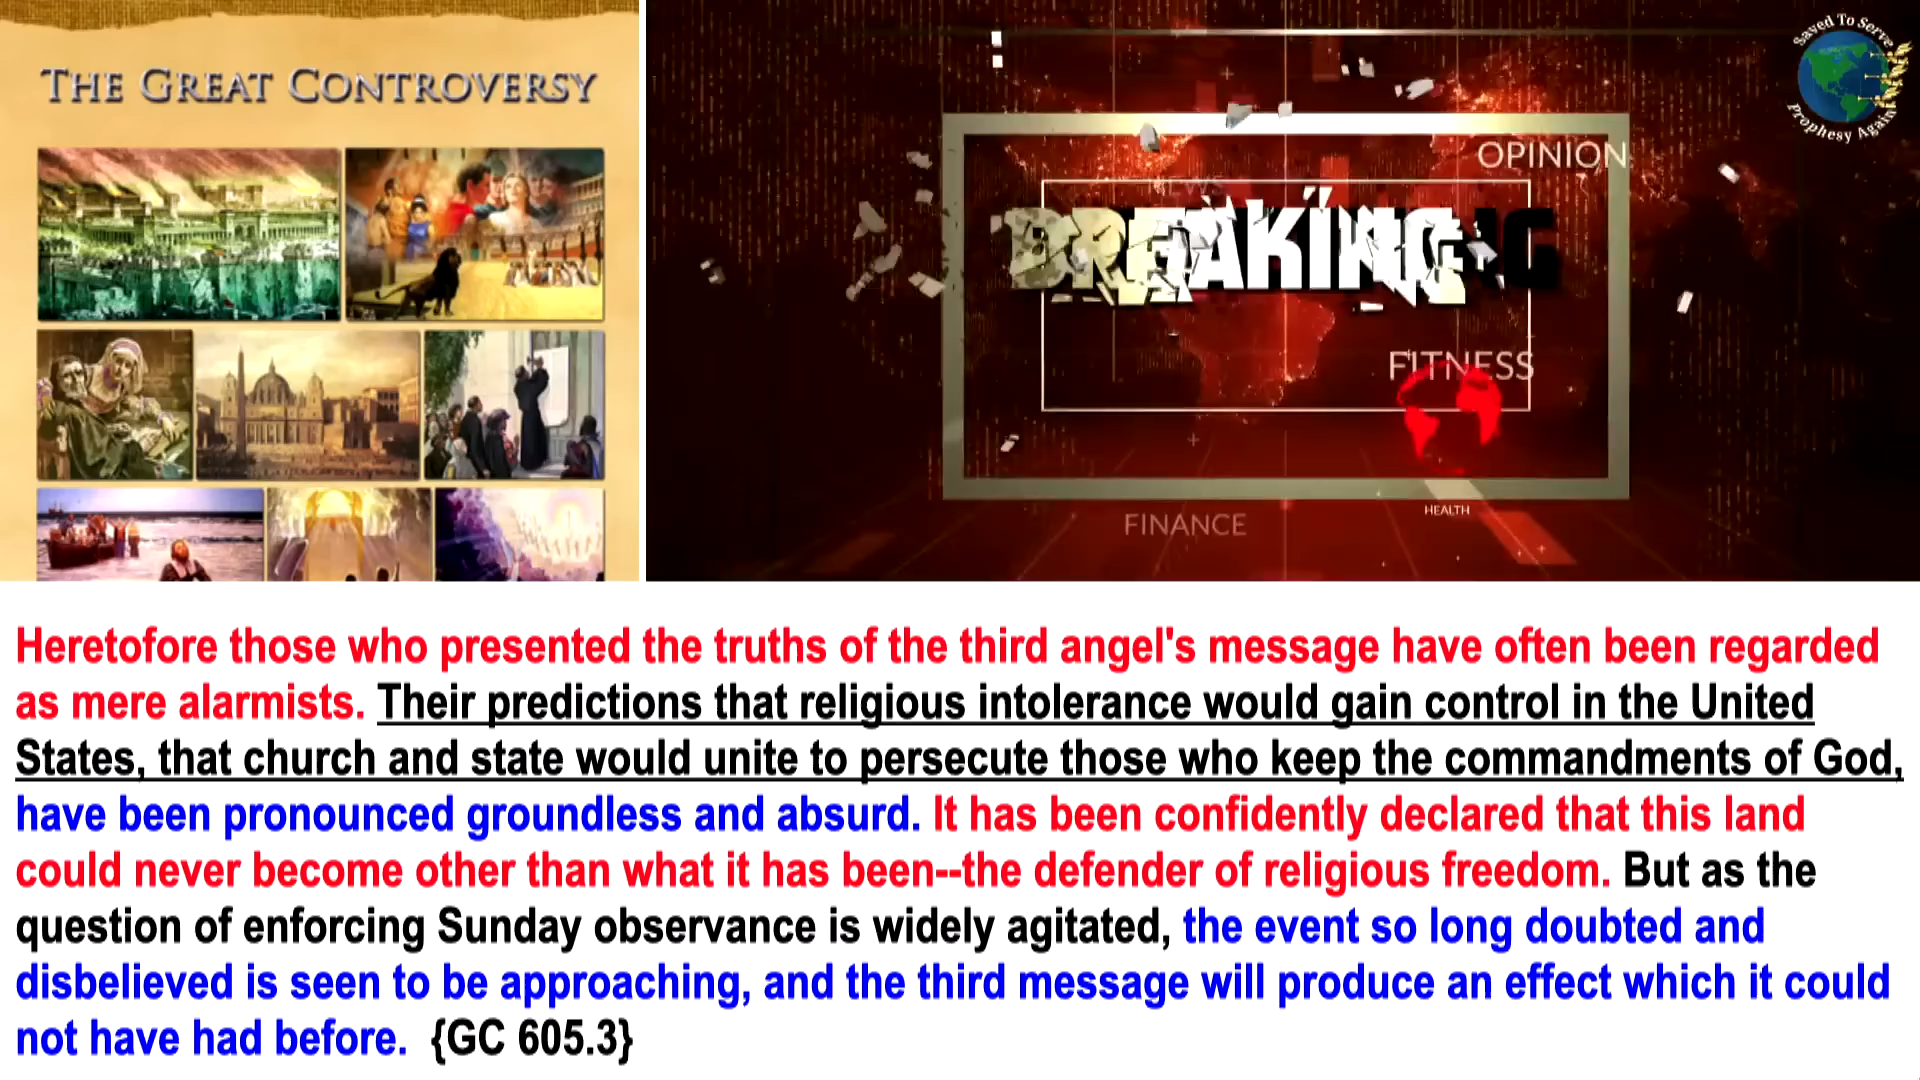 THE GREAT CONTROVERSY
Saved To Serve
Prophesy Again
OPINION
NEWS
BREAKING
FITNESS
HEALTH
FINANCE
Heretofore those who presented the truths of the third angel's message have often been regarded
as mere alarmists. Their predictions that religious intolerance would gain control in the United
States, that church and state would unite to persecute those who keep the commandments of God,
have been pronounced groundless and absurd. It has been confidently declared that this land
could never become other than what it has been--the defender of religious freedom. But as the
question of enforcing Sunday observance is widely agitated, the event so long doubted and
disbelieved is seen to be approaching, and the third message will produce an effect which it could
not have had before. {GC 605.3}